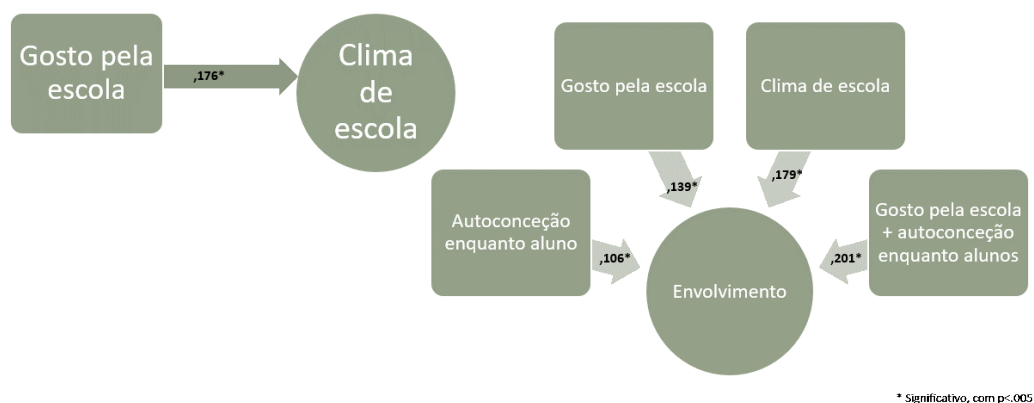 Gosto pela
escola
,176*
Clima
de
escola
Gosto pela escola
Clima de escola
,139*
,179*
Autoconceção
enquanto aluno
,106*
Gosto pela escola
+ autoconceção
enquanto alunos
,201*
Envolvimento
* Significativo, com p<.005